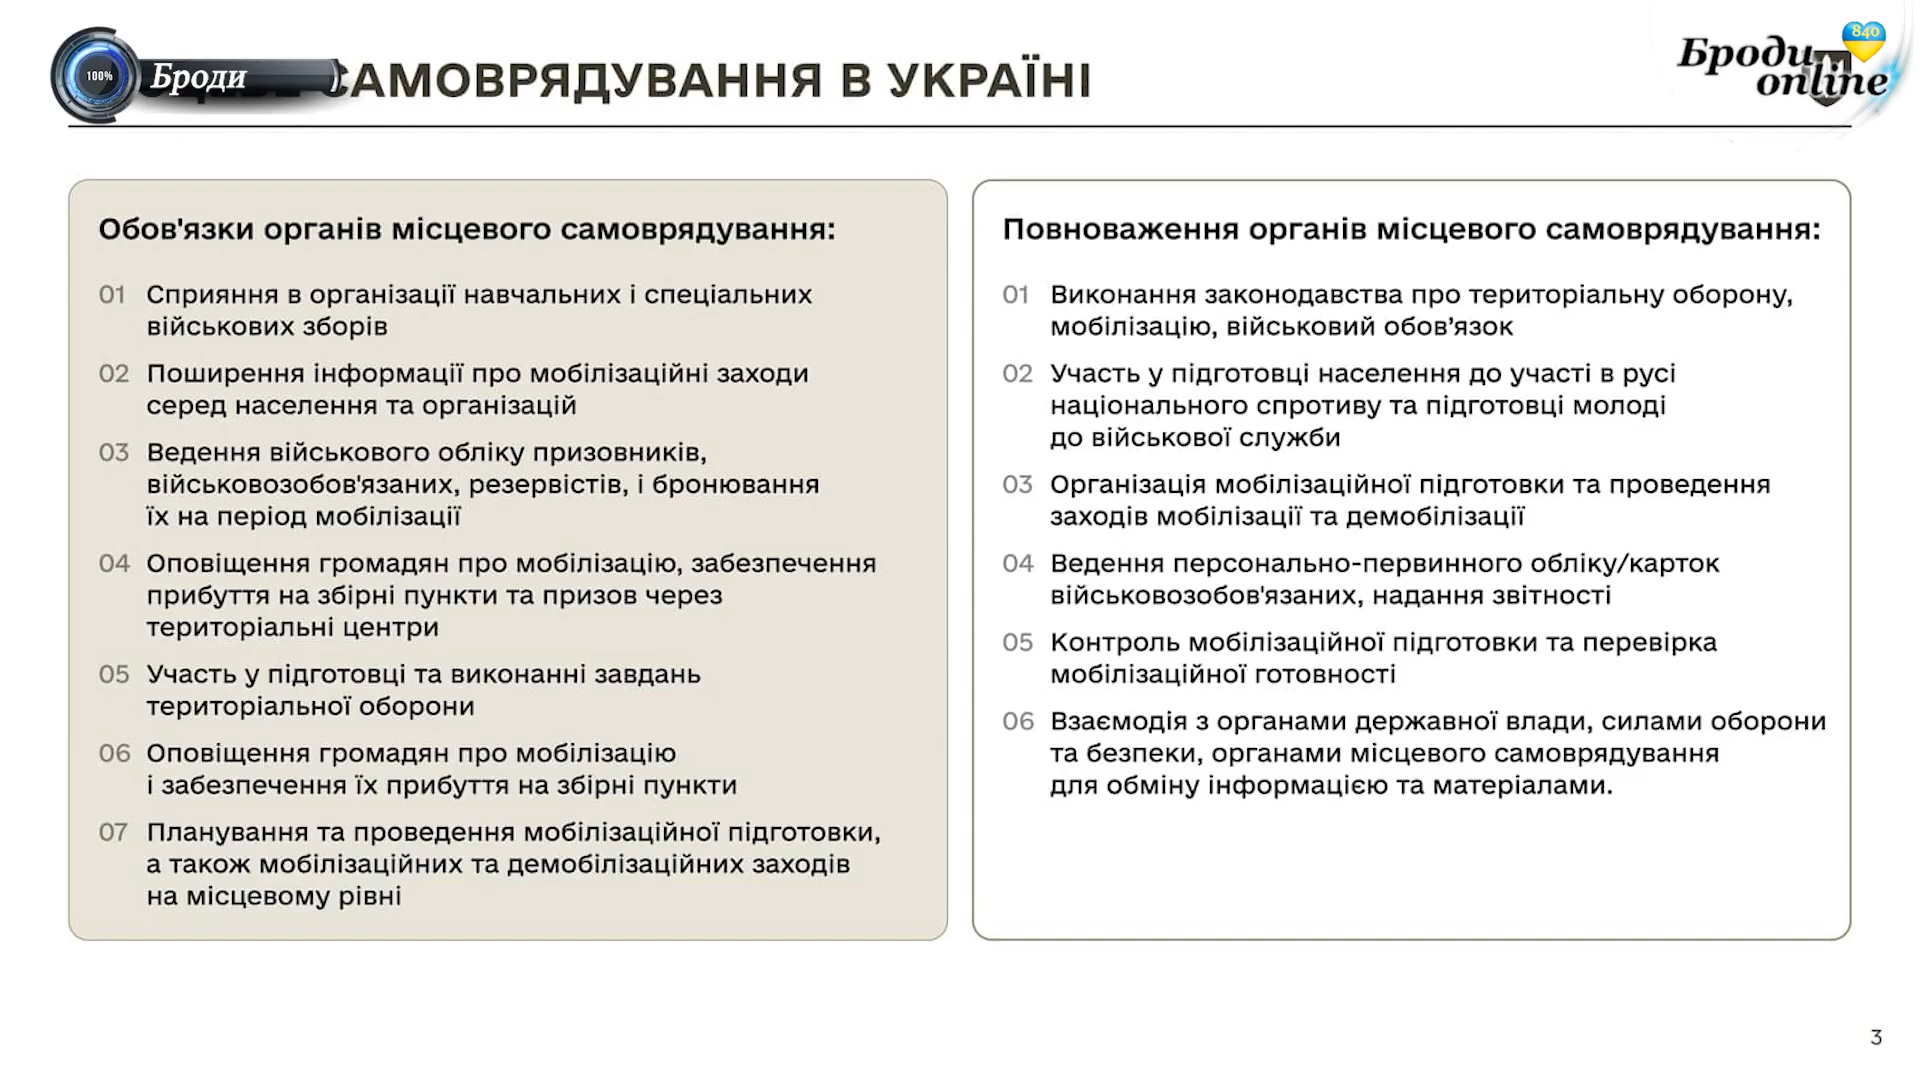 100%
Броди
САМОВРЯДУВАННЯ В УКРАЇНІ
840
Броди
online
Обов'язки органів місцевого самоврядування:
01 Сприяння в організації навчальних і спеціальних
військових зборів
02 Поширення інформації про мобілізаційні заходи
серед населення та організацій
03 Ведення військового обліку призовників,
військовозобов'язаних, резервістів, і бронювання
їх на період мобілізації
04 Оповіщення громадян про мобілізацію, забезпечення
прибуття на збірні пункти та призов через
територіальні центри
05 Участь у підготовці та виконанні завдань
територіальної оборони
06 Оповіщення громадян про мобілізацію
і забезпечення їх прибуття на збірні пункти
07 Планування та проведення мобілізаційної підготовки,
а також мобілізаційних та демобілізаційних заходів
на місцевому рівні
Повноваження органів місцевого самоврядування:
01 Виконання законодавства про територіальну оборону,
мобілізацію, військовий обов’язок
02 Участь у підготовці населення до участі в русі
національного спротиву та підготовці молоді
до військової служби
03 Організація мобілізаційної підготовки та проведення
заходів мобілізації та демобілізації
04 Ведення персонально-первинного обліку/карток
військовозобов'язаних, надання звітності
05 Контроль мобілізаційної підготовки та перевірка
мобілізаційної готовності
06 Взаємодія з органами державної влади, силами оборони
та безпеки, органами місцевого самоврядування
для обміну інформацією та матеріалами.
3